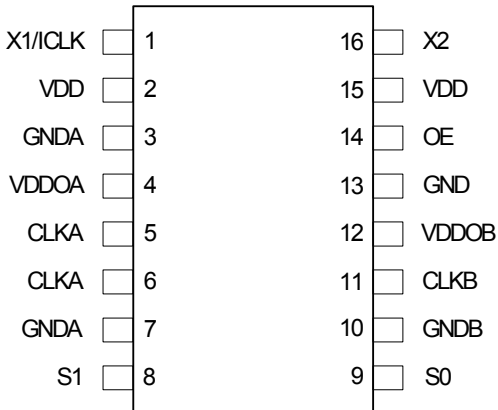 X1/ICLK 1 16 X2
VDD 2 15 VDD
GNDA 3 14 OE
VDDOA 4 13 GND
CLKA 5 12 VDDOB
CLKA 6 11 CLKB
GNDA 7 10 GNDB
S1 8 9 S0